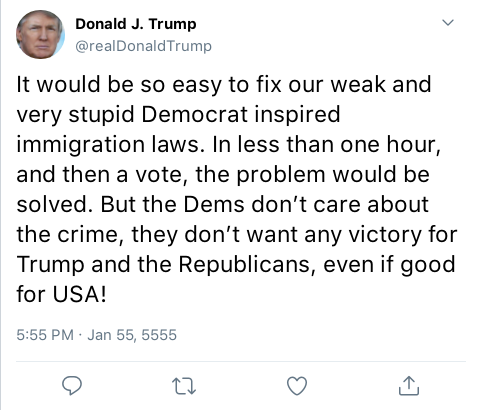 Donald J. Trump
@realDonaldTrump
It would be so easy to fix our weak and
very stupid Democrat inspired
immigration laws. In less than one hour,
and then a vote, the problem would be
solved. But the Dems don’t care about
the crime, they don’t want any victory for
Trump and the Republicans, even if good
for USA!
5:55 PM · Jan 55, 5555